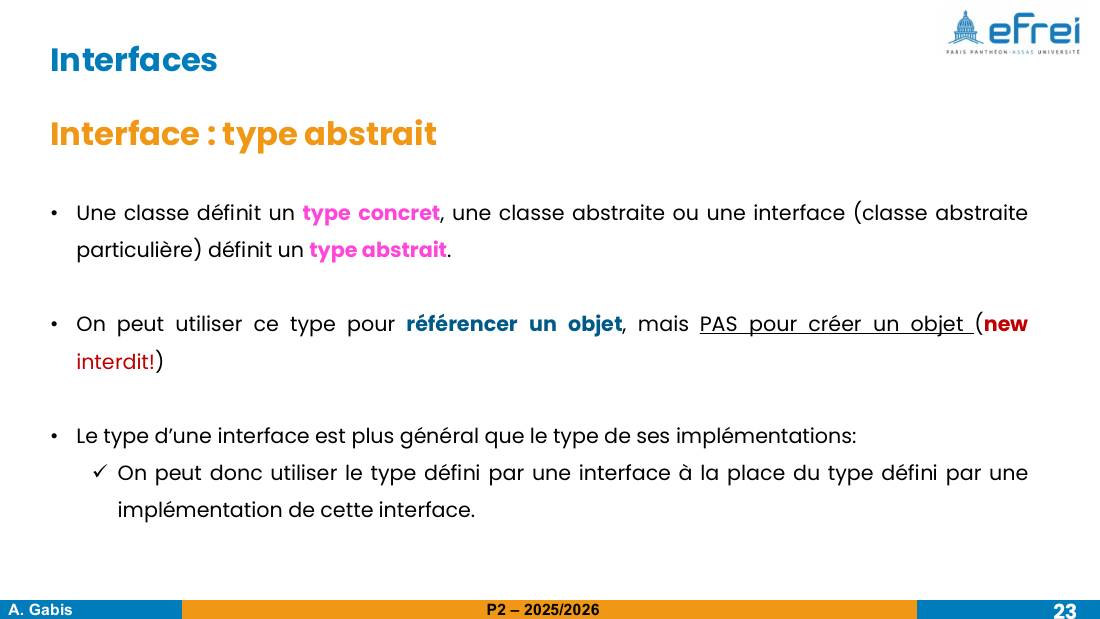 efrei
PARIS PANTHÉON-ASSAS UNIVERSITÉ
Interfaces
Interface : type abstrait
• Une classe définit un type concret, une classe abstraite ou une interface (classe abstraite
particulière) définit un type abstrait.
• On peut utiliser ce type pour référencer un objet, mais PAS pour créer un objet (new
interdit!)
• Le type d’une interface est plus général que le type de ses implémentations:
✓ On peut donc utiliser le type défini par une interface à la place du type défini par une
implémentation de cette interface.
A. Gabis
P2 – 2025/2026
23